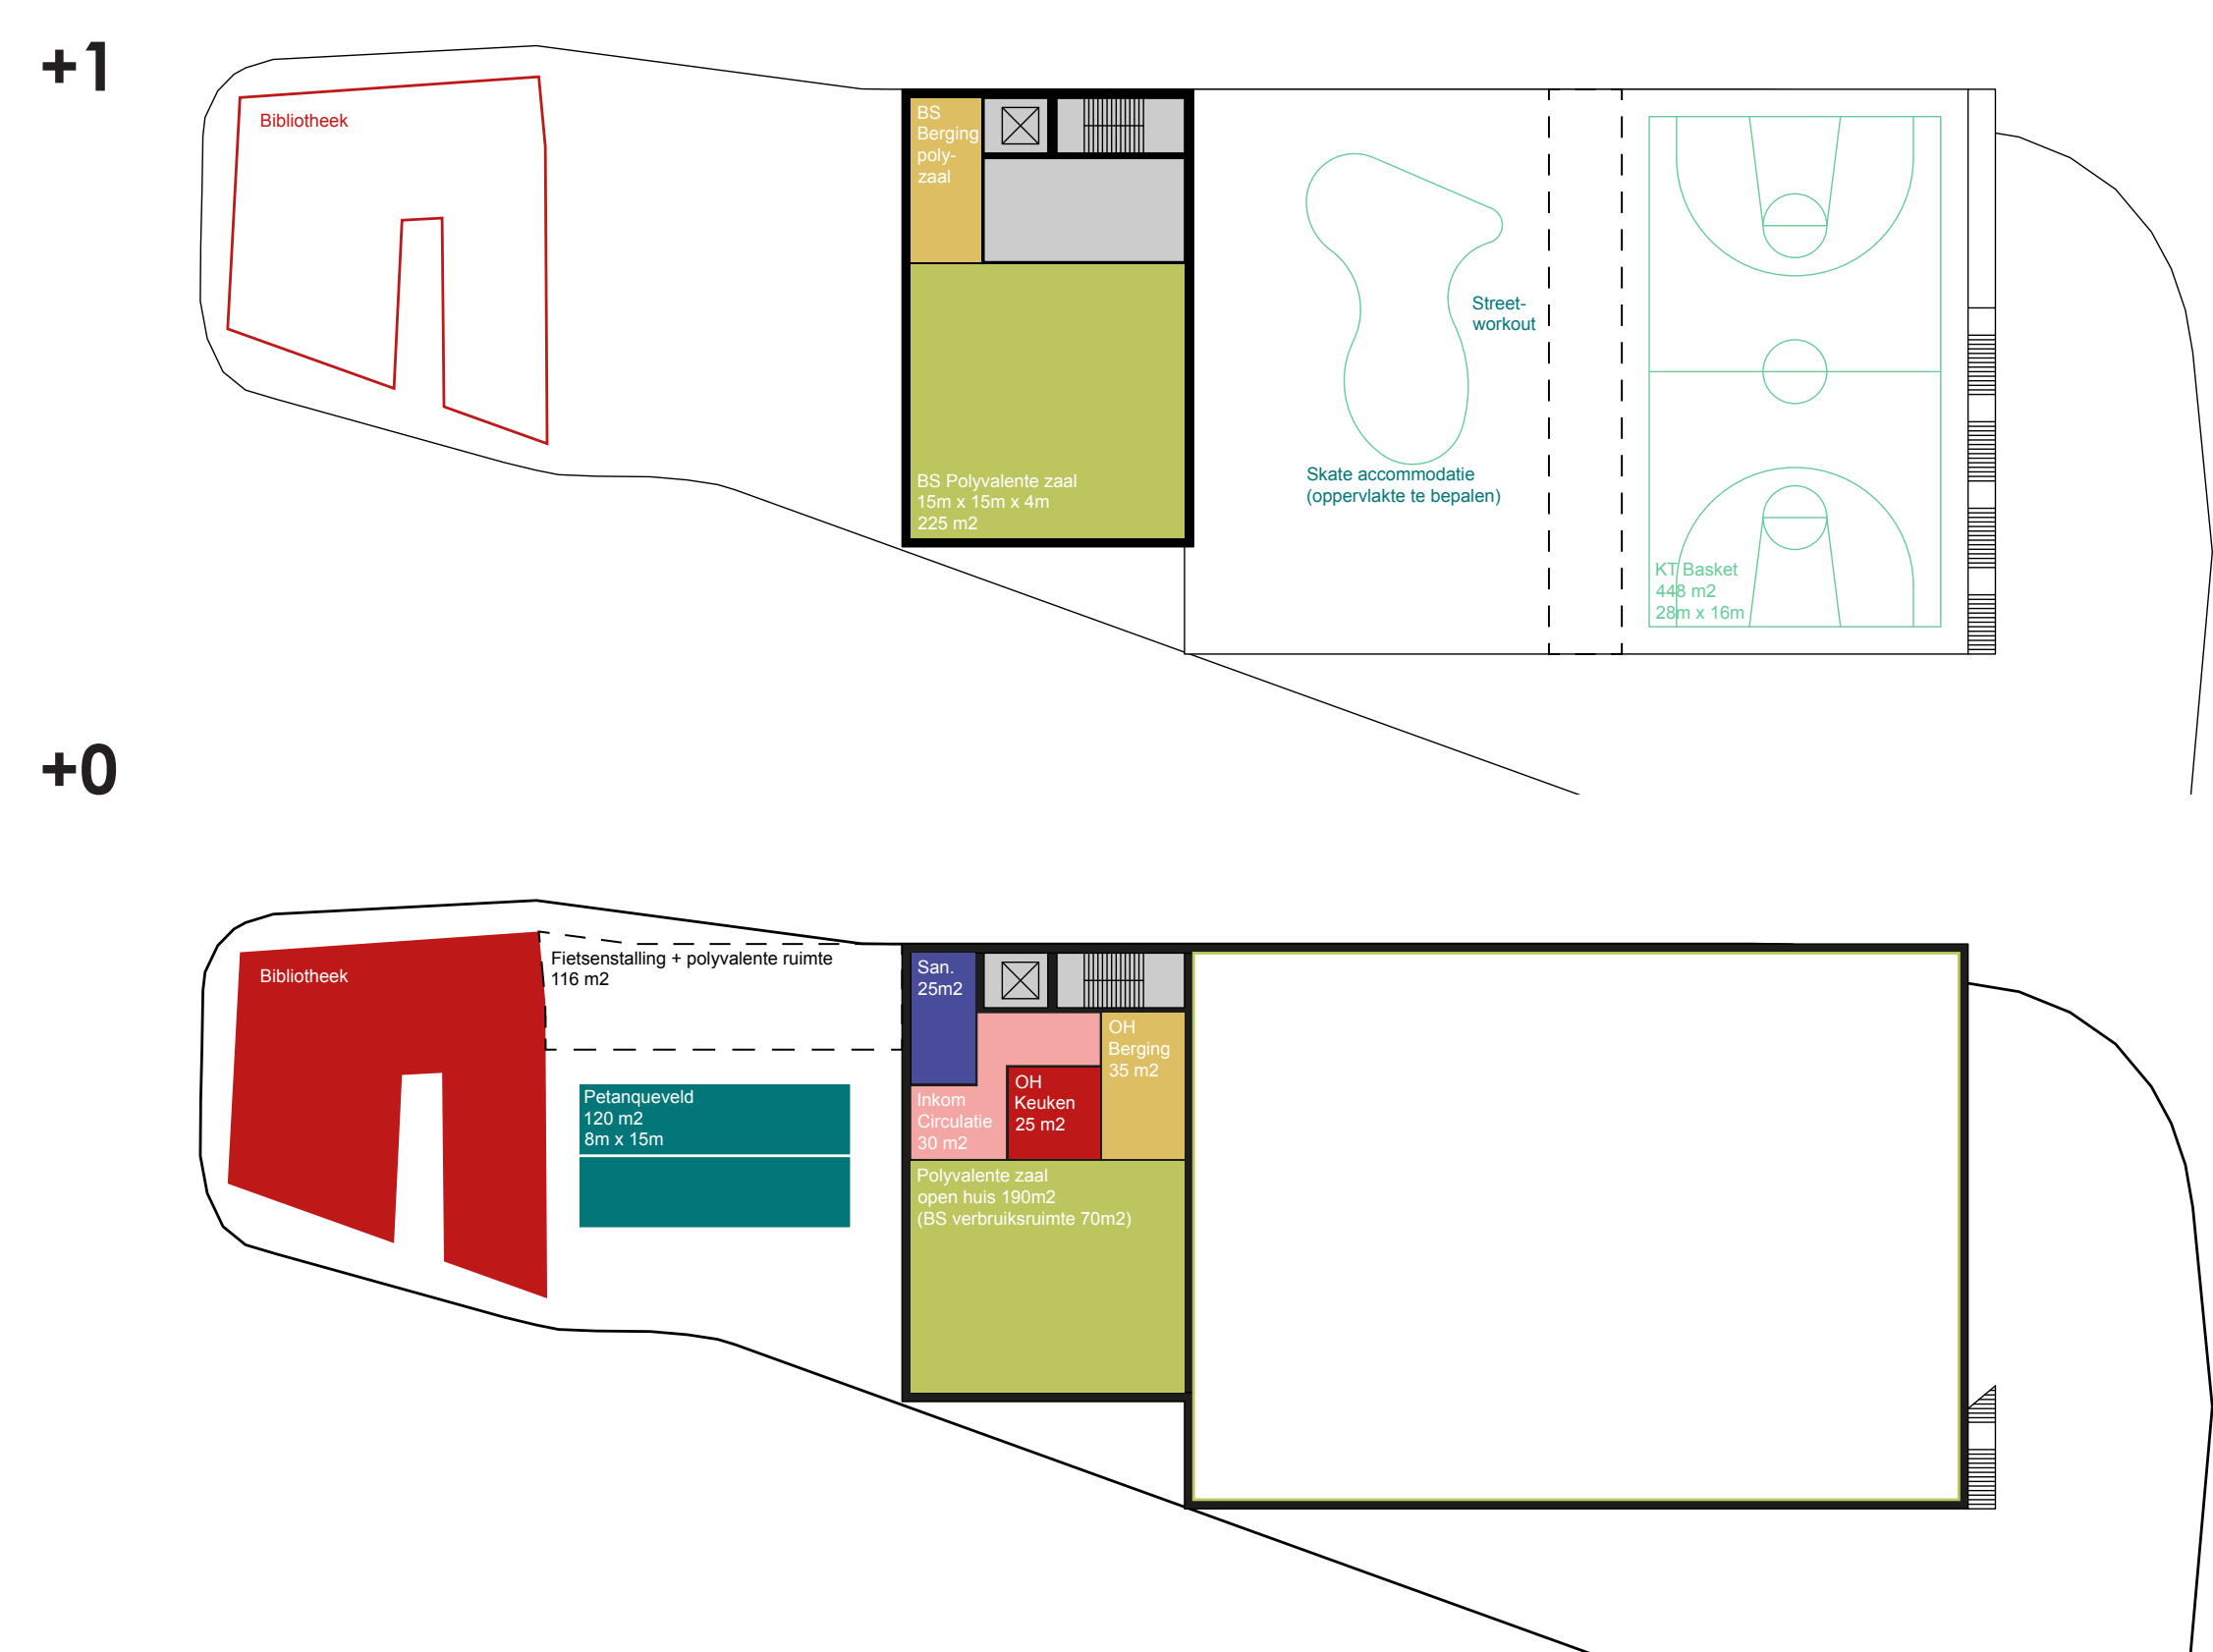 +1
Bibliotheek
BS
Berging
poly-
zaal
BS Polyvalente zaal
15m x 15m x 4m
225 m2
Street-
workout
Skate accommodatie
(oppervlakte te bepalen)
KT Basket
448 m2
28m x 16m
+0
Bibliotheek
Fietsenstalling + polyvalente ruimte
116 m2
Petanqueveld
120 m2
8m x 15m
San.
25m2
Inkom
Circulatie
30 m2
OH
Keuken
25 m2
OH
Berging
35 m2
Polyvalente zaal
open huis 190m2
(BS verbruiksruimte 70m2)